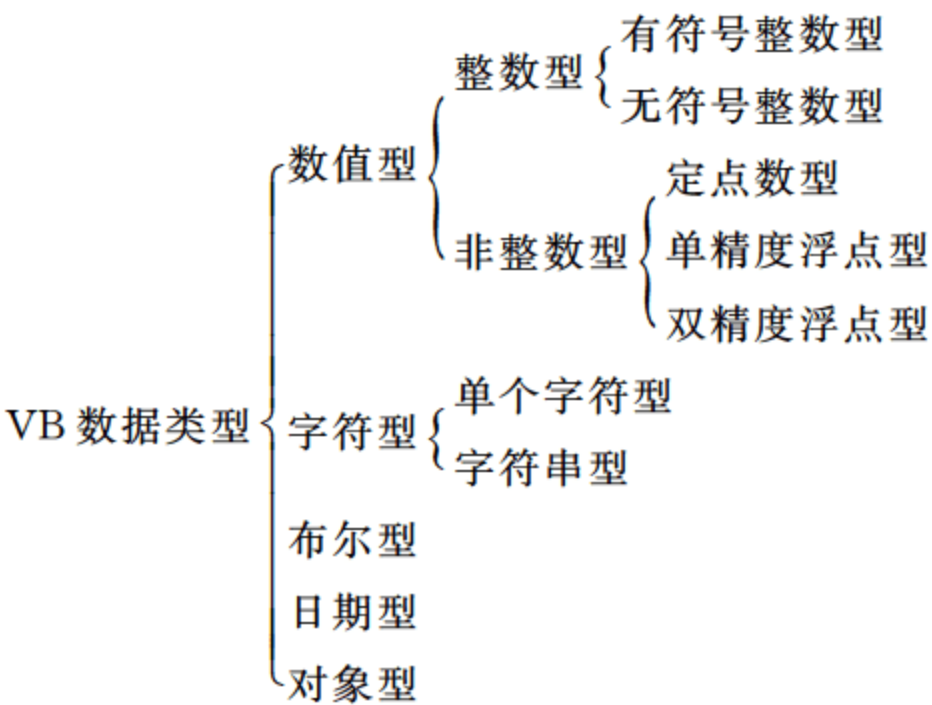 有符号整数型
整数型
无符号整数型
数值型
定点数型
非整数型
单精度浮点型
双精度浮点型
单个字符型
VB 数据类型
字符型
字符串型
布尔型
日期型
对象型